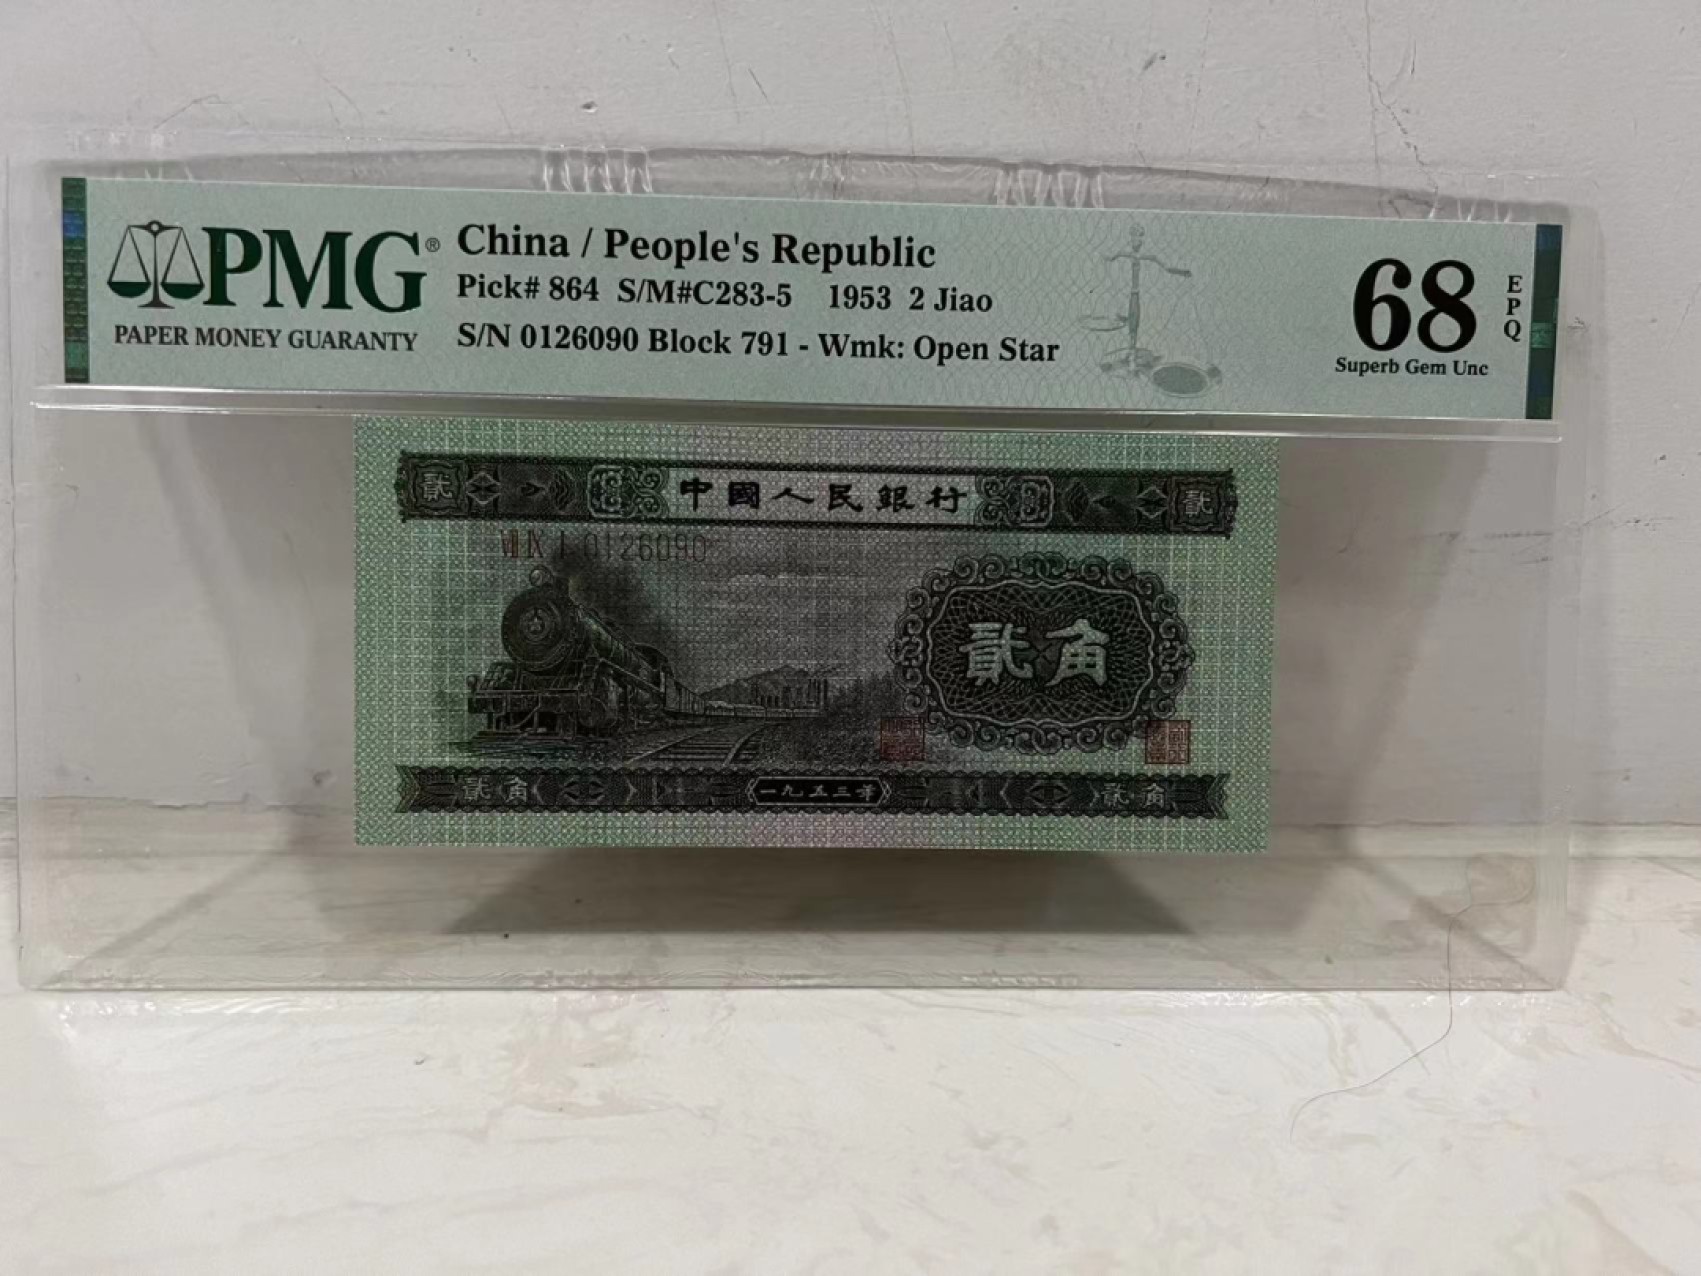 PMG®
PAPER MONEY GUARANTY
China / People's Republic
Pick# 864 S/M#C283-5 1953 2 Jiao
S/N 0126090 Block 791 - Wmk: Open Star
68
EPQ
Superb Gem Unc
貳 中國人民銀行 貳
VII IX I 0126090
貳角
貳角 一九五三年 貳角